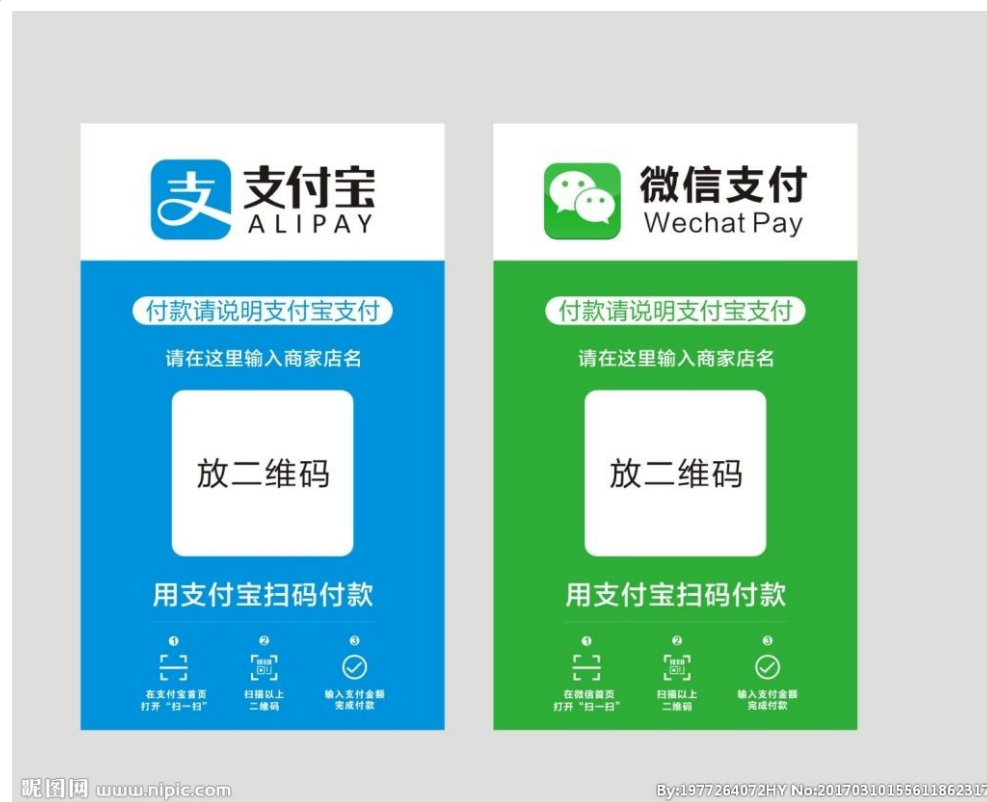 支付宝
ALIPAY
付款请说明支付宝支付
请在这里输入商家店名
放二维码
用支付宝扫码付款
1 2 3
在支付宝首页
打开“扫一扫”
扫描以上
二维码
输入支付金额
完成付款
微信支付
Wechat Pay
付款请说明支付宝支付
请在这里输入商家店名
放二维码
用支付宝扫码付款
1 2 3
在微信首页
打开“扫一扫”
扫描以上
二维码
输入支付金额
完成付款
昵图网 www.nipic.com
By:1977264072HY No:20170310155611862317